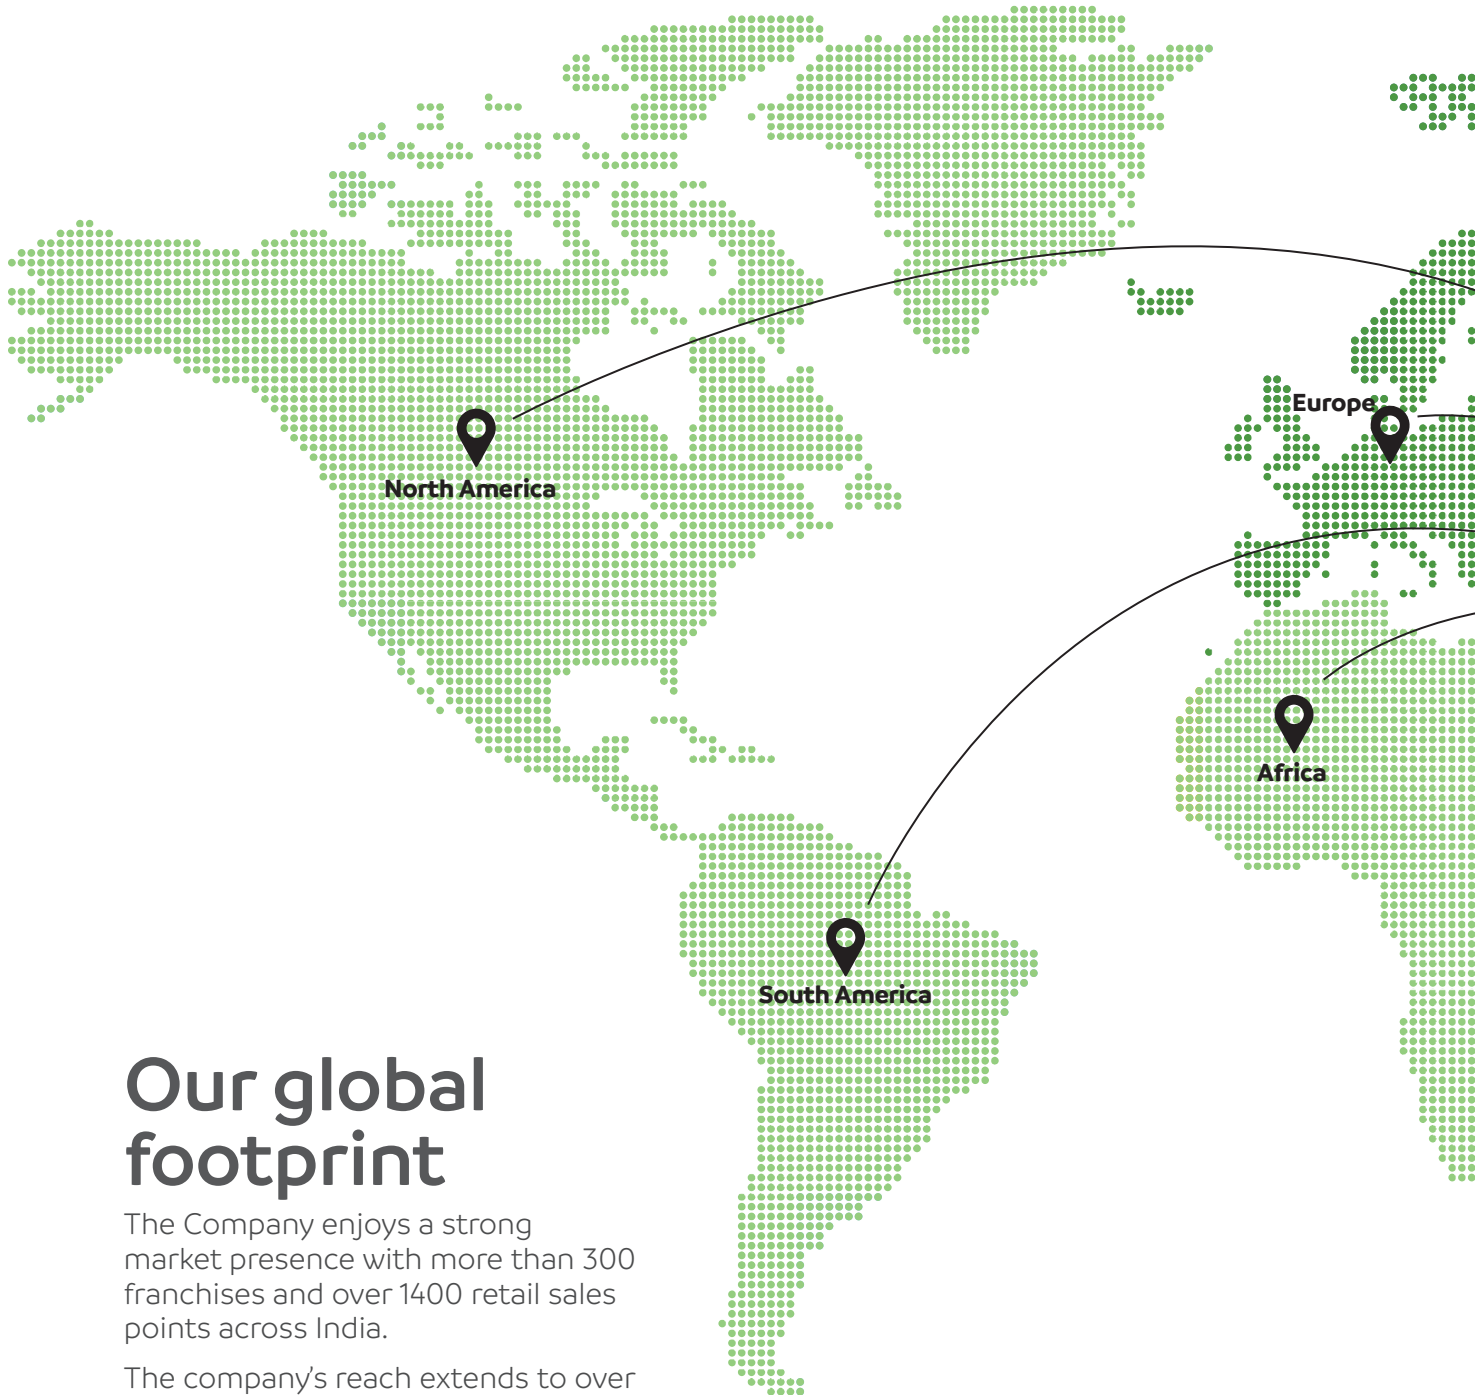 Europe
North America
Africa
South America
Our global
footprint
The Company enjoys a strong
market presence with more than 300
franchises and over 1400 retail sales
points across India.
The company’s reach extends to over